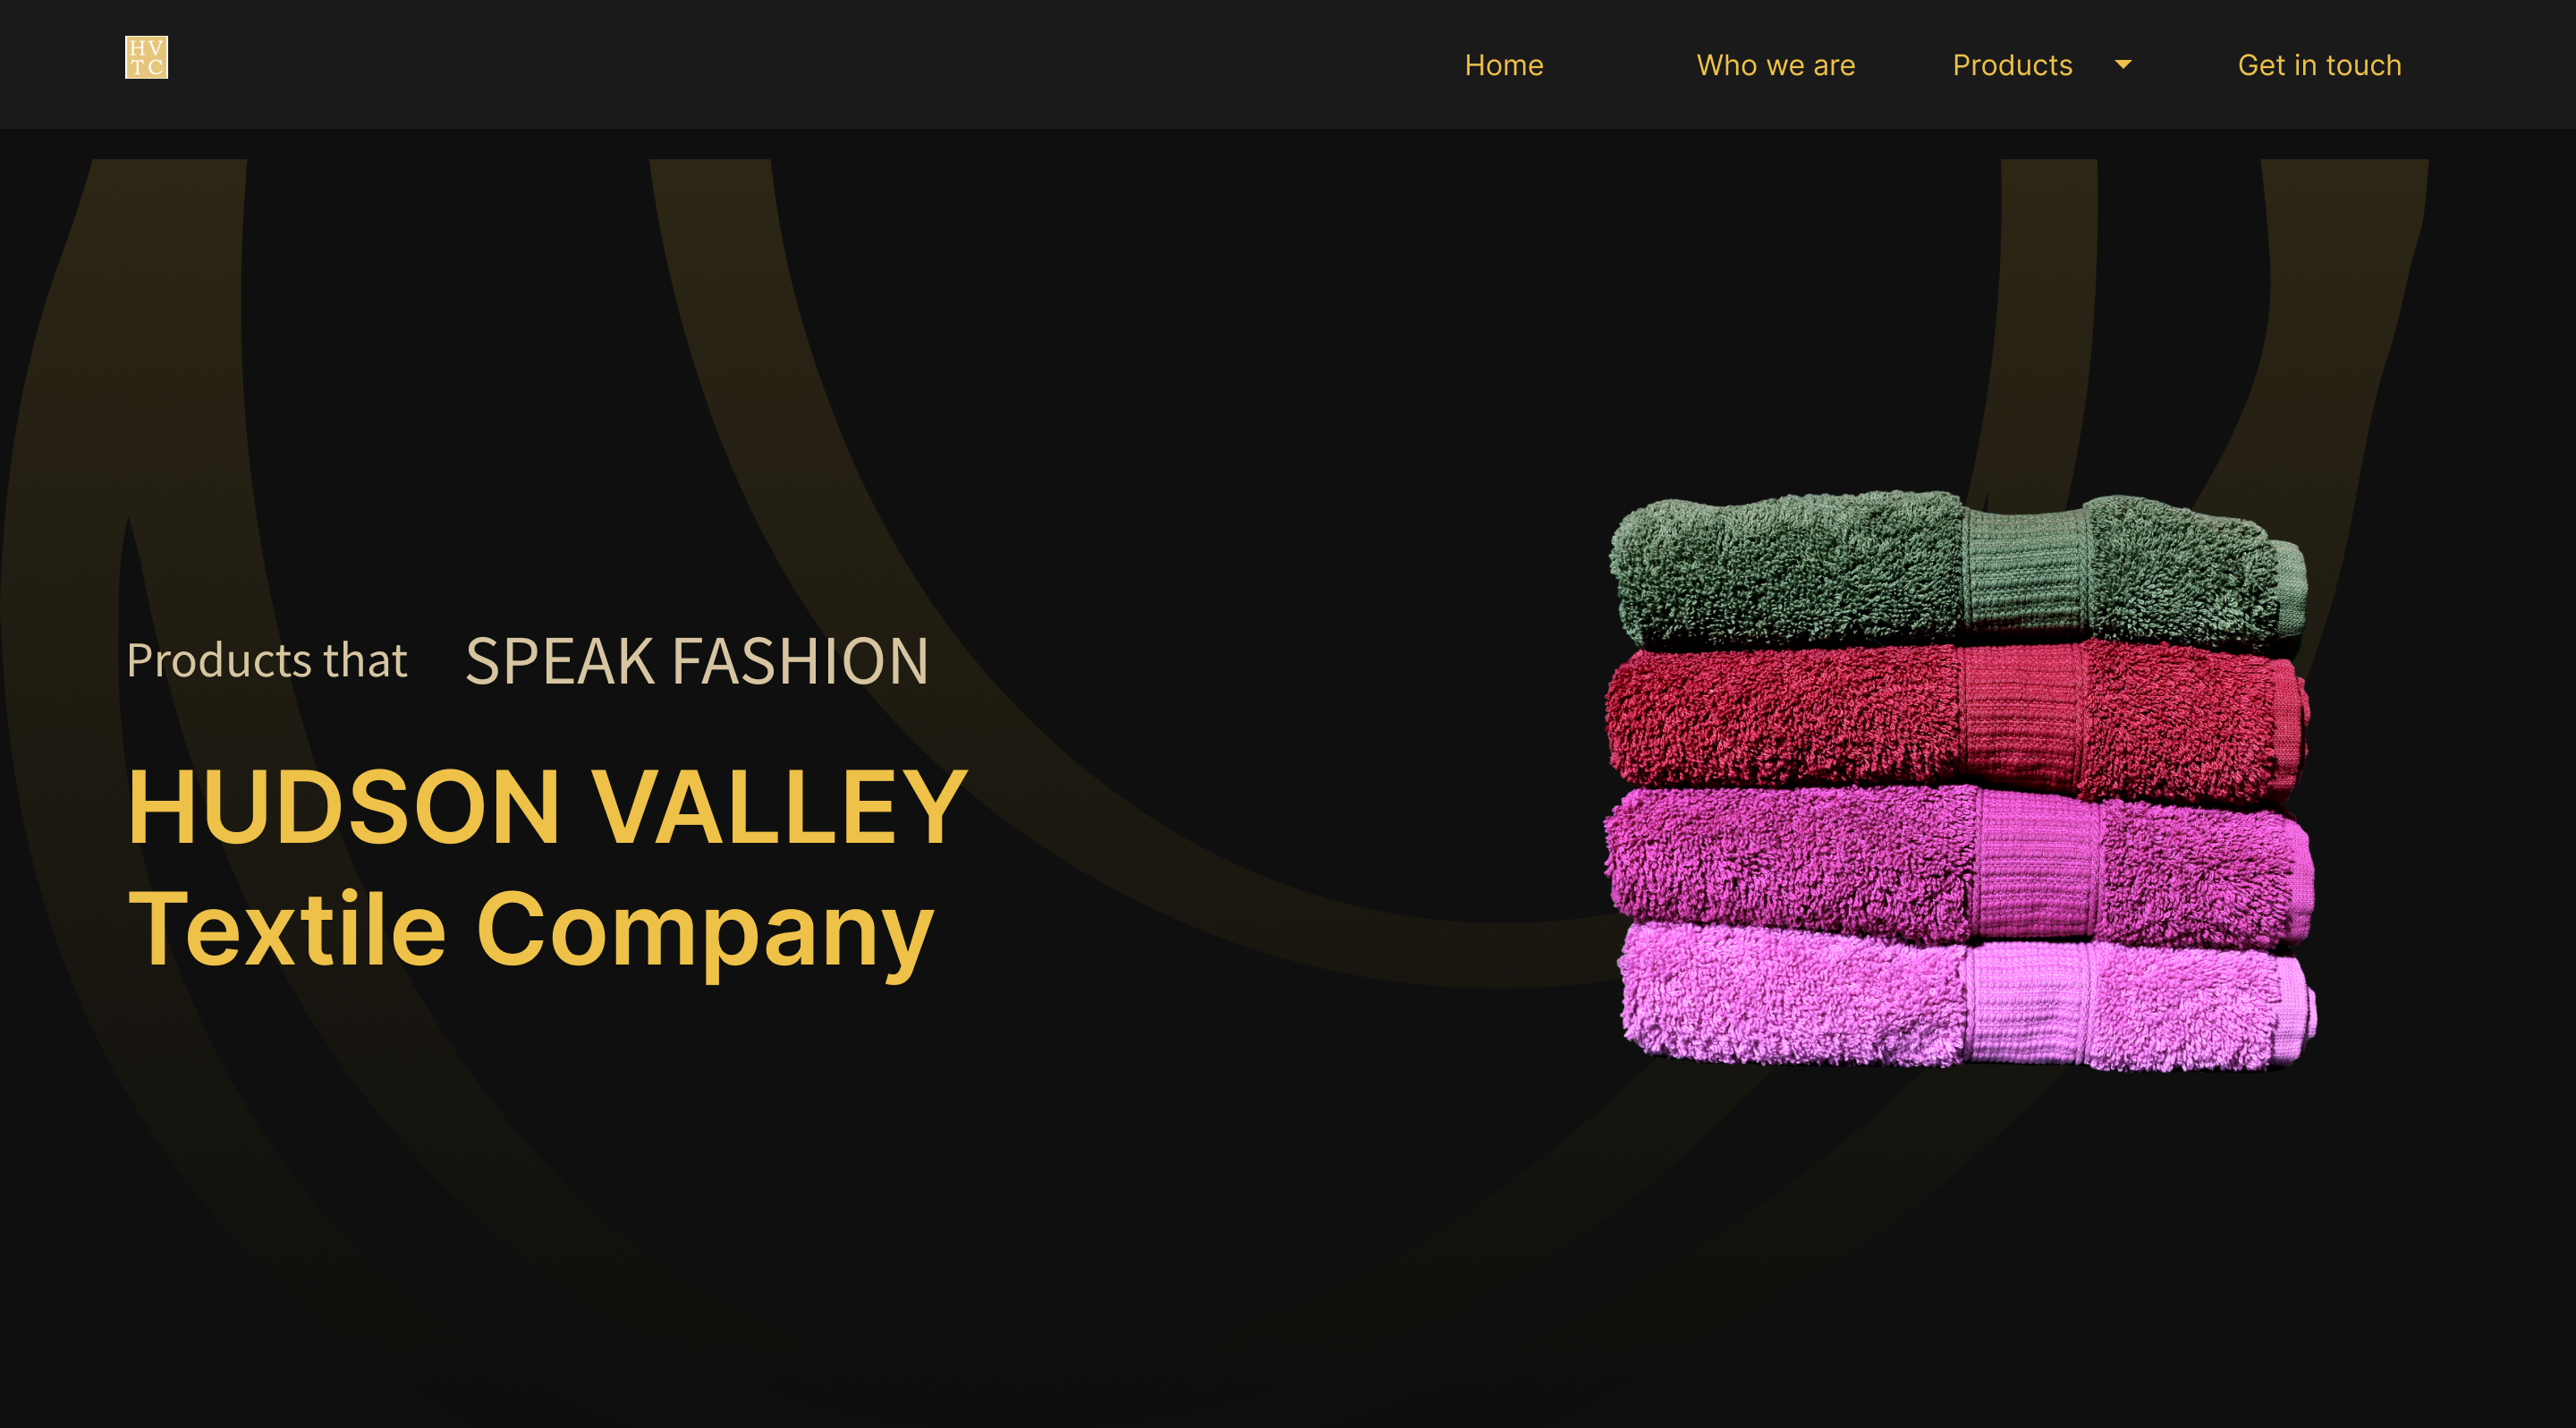 HV
TC
Home Who we are Products Get in touch
Products that SPEAK FASHION
HUDSON VALLEY
Textile Company